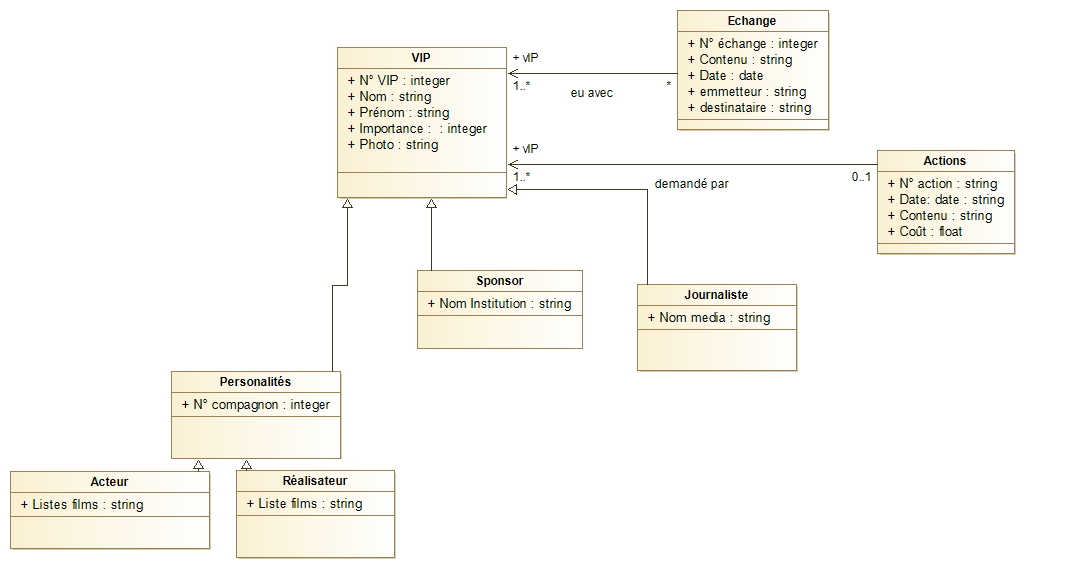 Echange
+ N° échange : integer
+ Contenu : string
+ Date : date
+ emmetteur : string
+ destinataire : string
VIP
+ N° VIP : integer
+ Nom : string
+ Prénom : string
+ Importance : : integer
+ Photo : string
+ vIP
1..*
eu avec
*
+ vIP
1..*
demandé par
0..1
Actions
+ N° action : string
+ Date: date : string
+ Contenu : string
+ Coût : float
Sponsor
+ Nom Institution : string
Journaliste
+ Nom media : string
Personalités
+ N° compagnon : integer
Acteur
+ Listes films : string
Réalisateur
+ Liste films : string